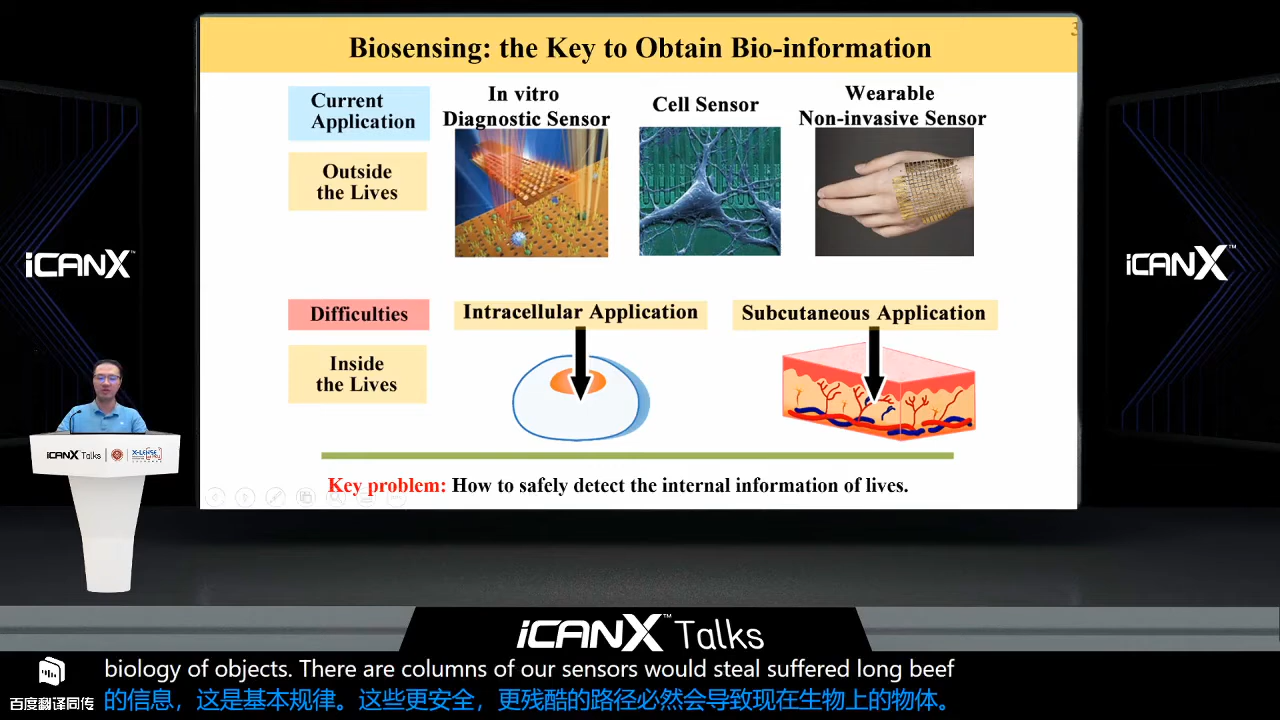 3
Biosensing: the Key to Obtain Bio-information
Current
Application
In vitro
Diagnostic Sensor
Cell Sensor
Wearable
Non-invasive Sensor
Outside
the Lives
iCANX™
iCANX™
Difficulties
Intracellular Application
Subcutaneous Application
Inside
the Lives
iCANX Talks
X-LENSE
Key problem: How to safely detect the internal information of lives.
iCANX™ Talks
biology of objects. There are columns of our sensors would steal suffered long beef
百度翻译同传
的信息，这是基本规律。这些更安全，更残酷的路径必然会导致现在生物上的物体。